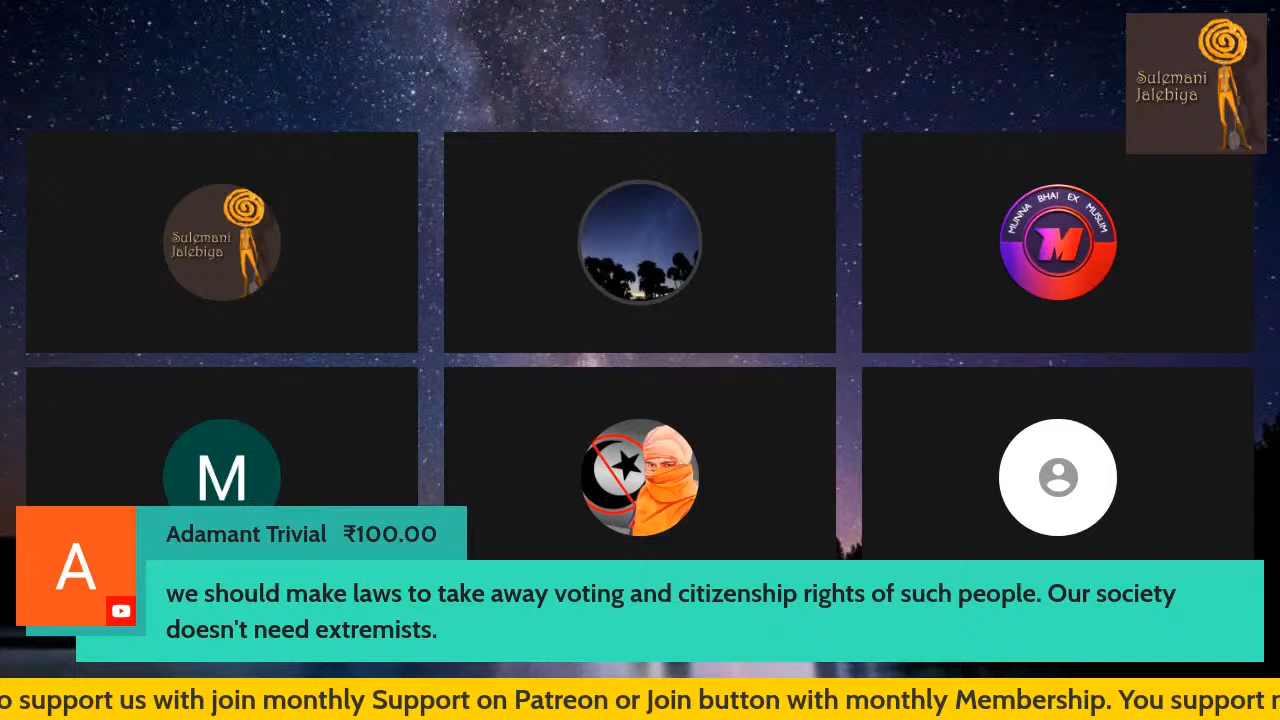 Sulemani
Jalebiya
Sulemani
Jalebiya
MUNNA BHAI EX MUSLIM
M
M
A
Adamant Trivial ₹100.00
we should make laws to take away voting and citizenship rights of such people. Our society
doesn't need extremists.
o support us with join monthly Support on Patreon or Join button with monthly Membership. You support